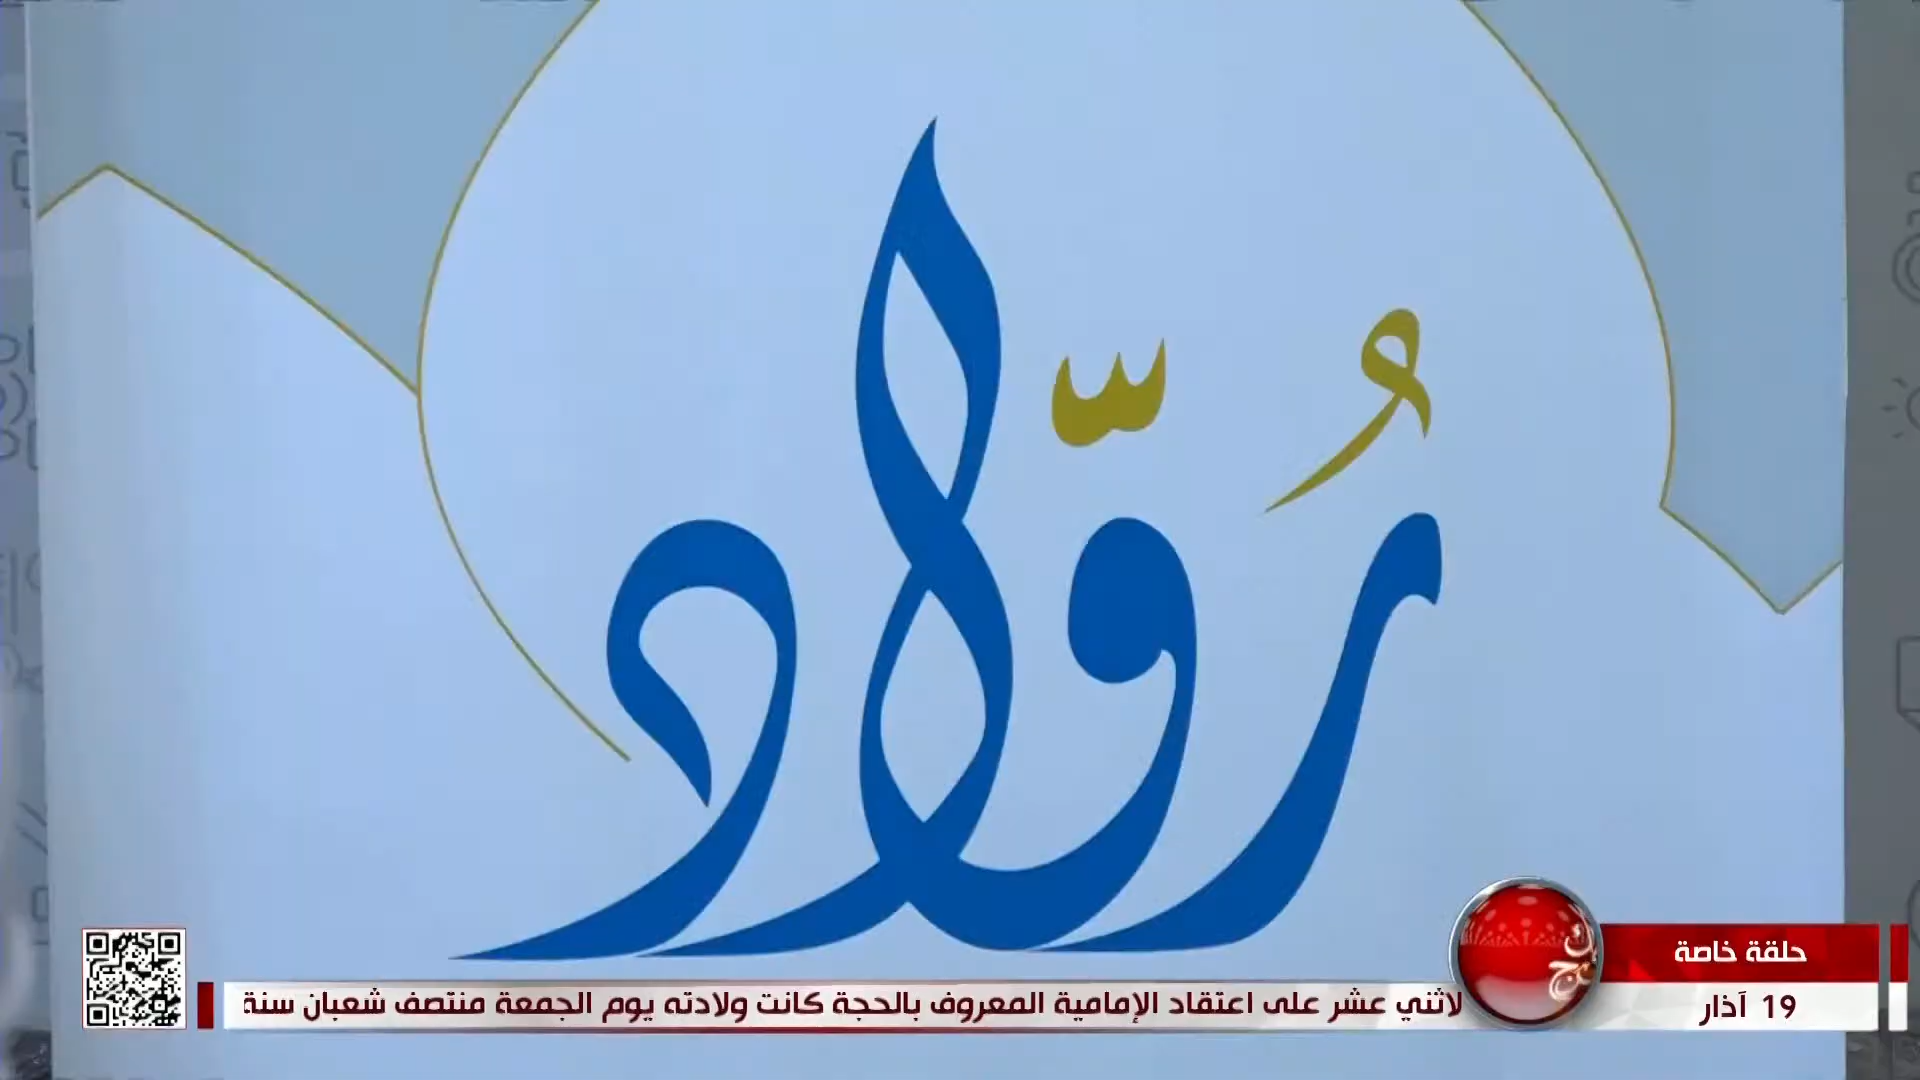 رُوّاد
حلقة خاصة
19 آذار
لاثني عشر على اعتقاد الإمامية المعروف بالحجة كانت ولادته يوم الجمعة منتصف شعبان سنة